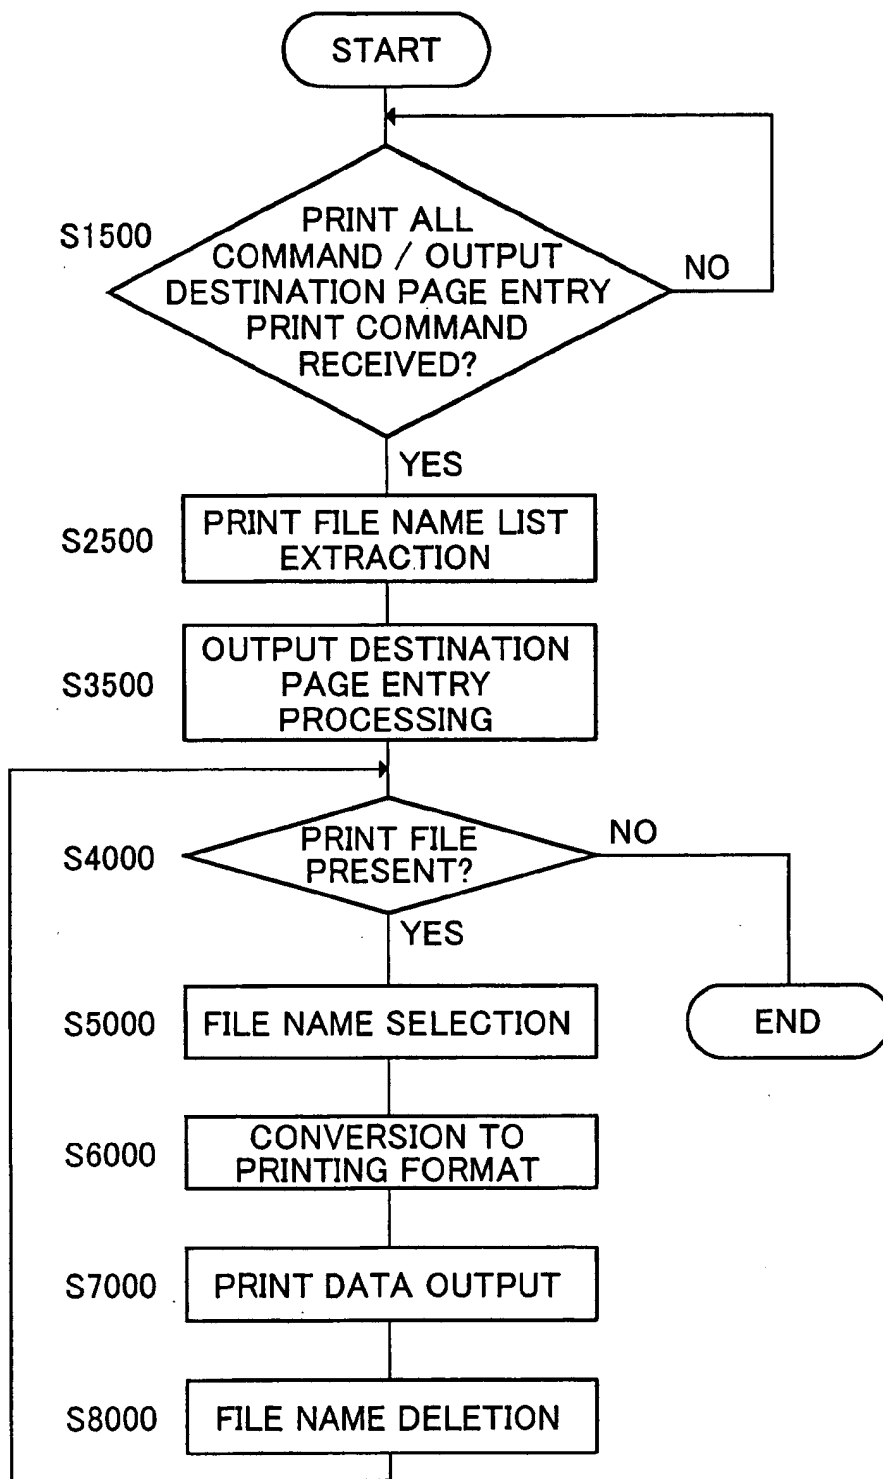 START
S1500
PRINT ALL
COMMAND / OUTPUT
DESTINATION PAGE ENTRY
PRINT COMMAND
RECEIVED?
NO
YES
S2500
PRINT FILE NAME LIST
EXTRACTION
S3500
OUTPUT DESTINATION
PAGE ENTRY
PROCESSING
S4000
PRINT FILE
PRESENT?
NO
YES
S5000
FILE NAME SELECTION
END
S6000
CONVERSION TO
PRINTING FORMAT
S7000
PRINT DATA OUTPUT
S8000
FILE NAME DELETION